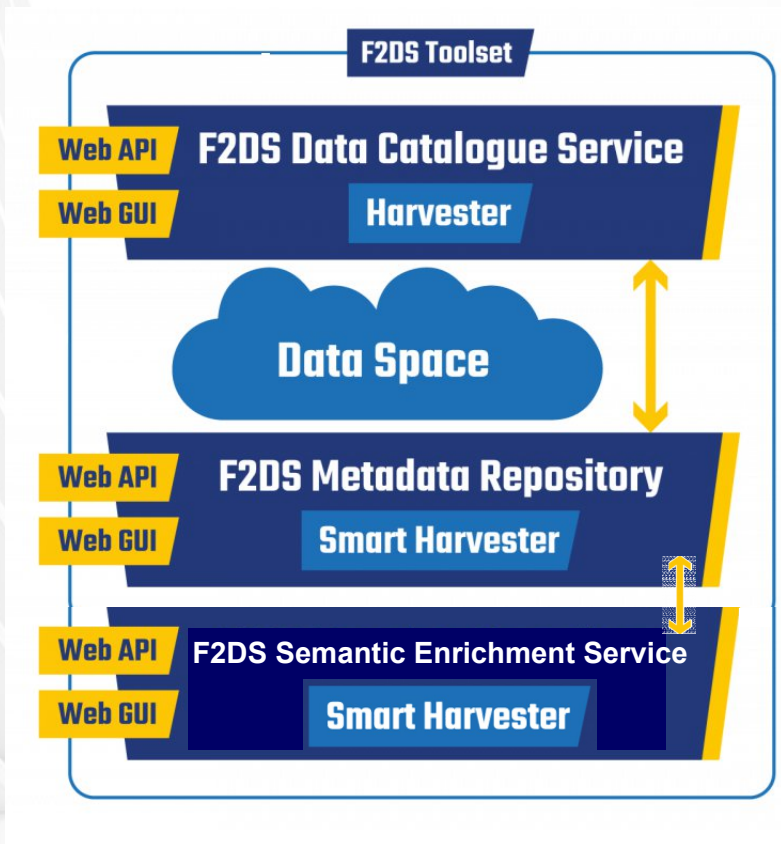 F2DS Toolset
Web API
F2DS Data Catalogue Service
Web GUI
Harvester
Data Space
Web API
F2DS Metadata Repository
Web GUI
Smart Harvester
Web API
F2DS Semantic Enrichment Service
Web GUI
Smart Harvester